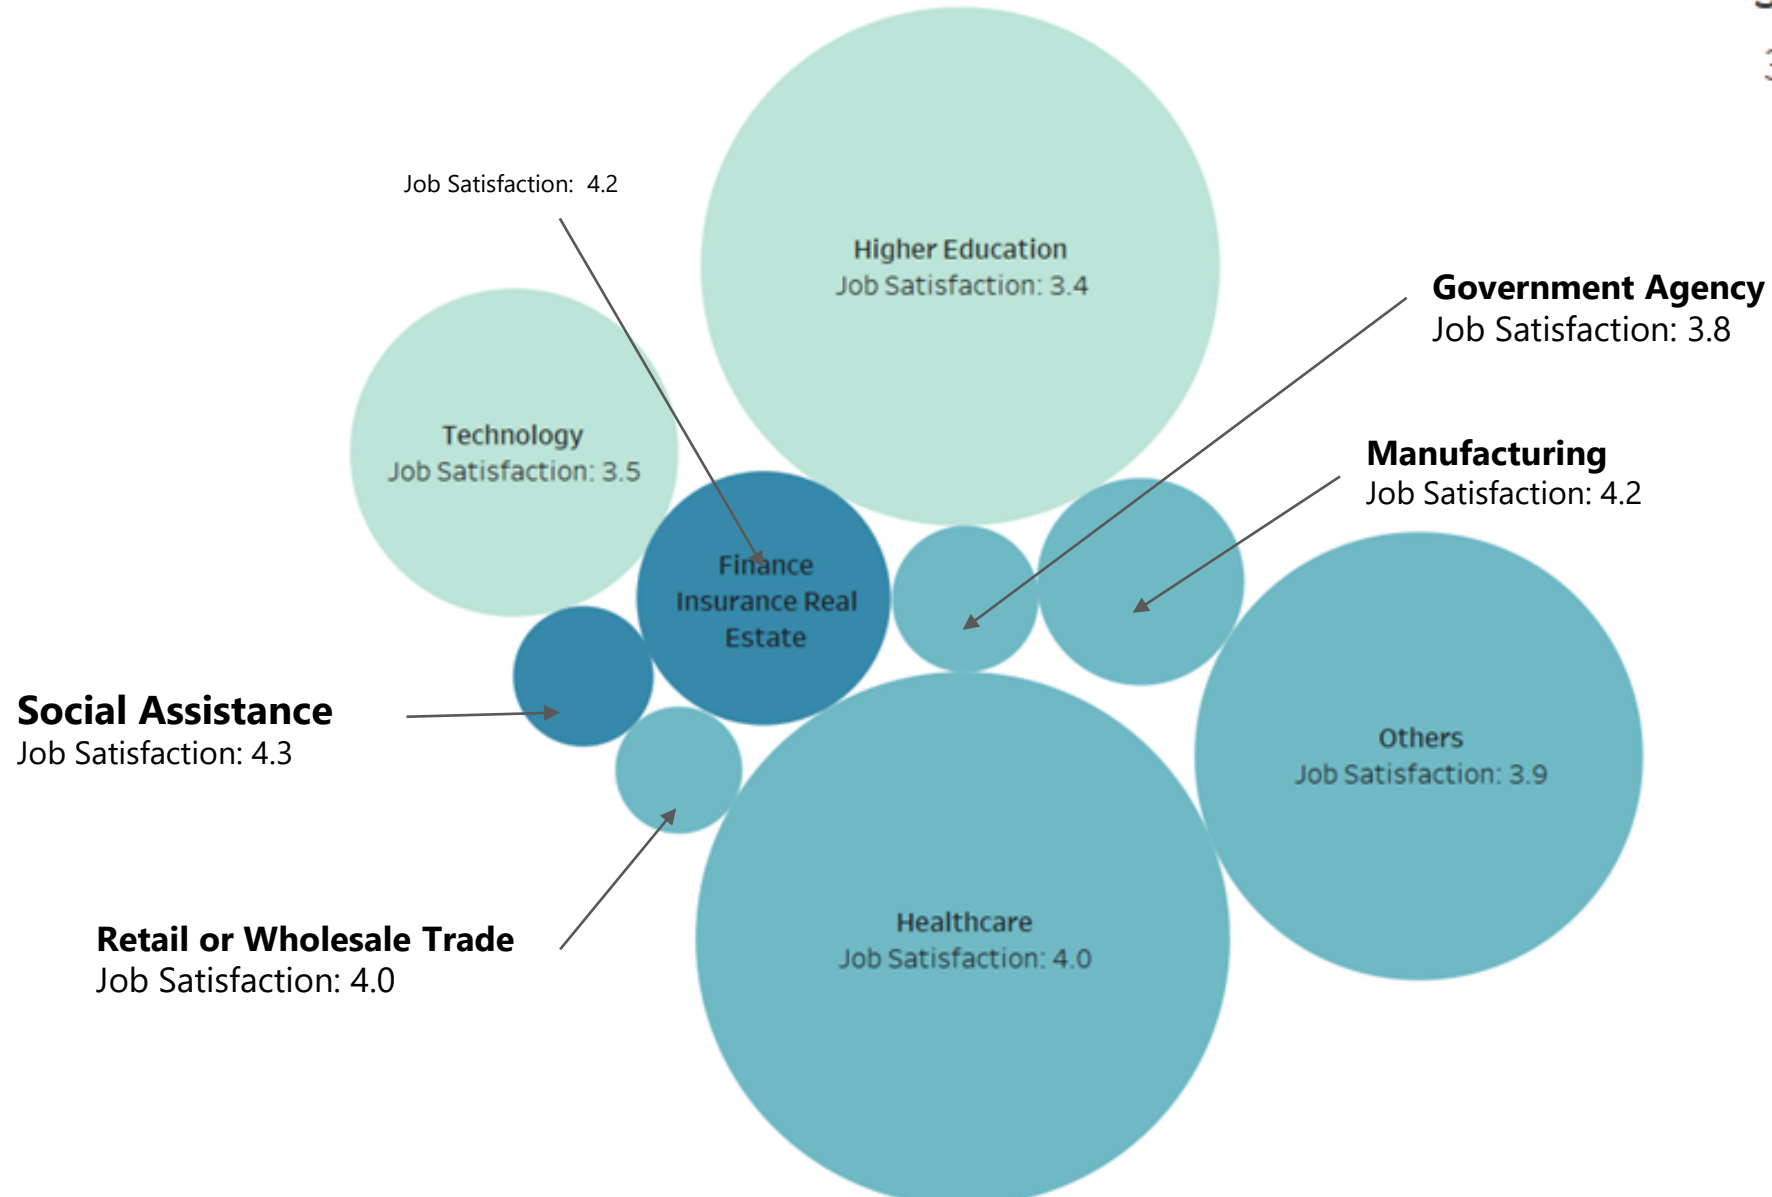 Job Satisfaction: 4.2
Higher Education
Job Satisfaction: 3.4
Government Agency
Job Satisfaction: 3.8
Technology
Job Satisfaction: 3.5
Manufacturing
Job Satisfaction: 4.2
Finance
Insurance Real
Estate
Social Assistance
Job Satisfaction: 4.3
Others
Job Satisfaction: 3.9
Retail or Wholesale Trade
Job Satisfaction: 4.0
Healthcare
Job Satisfaction: 4.0